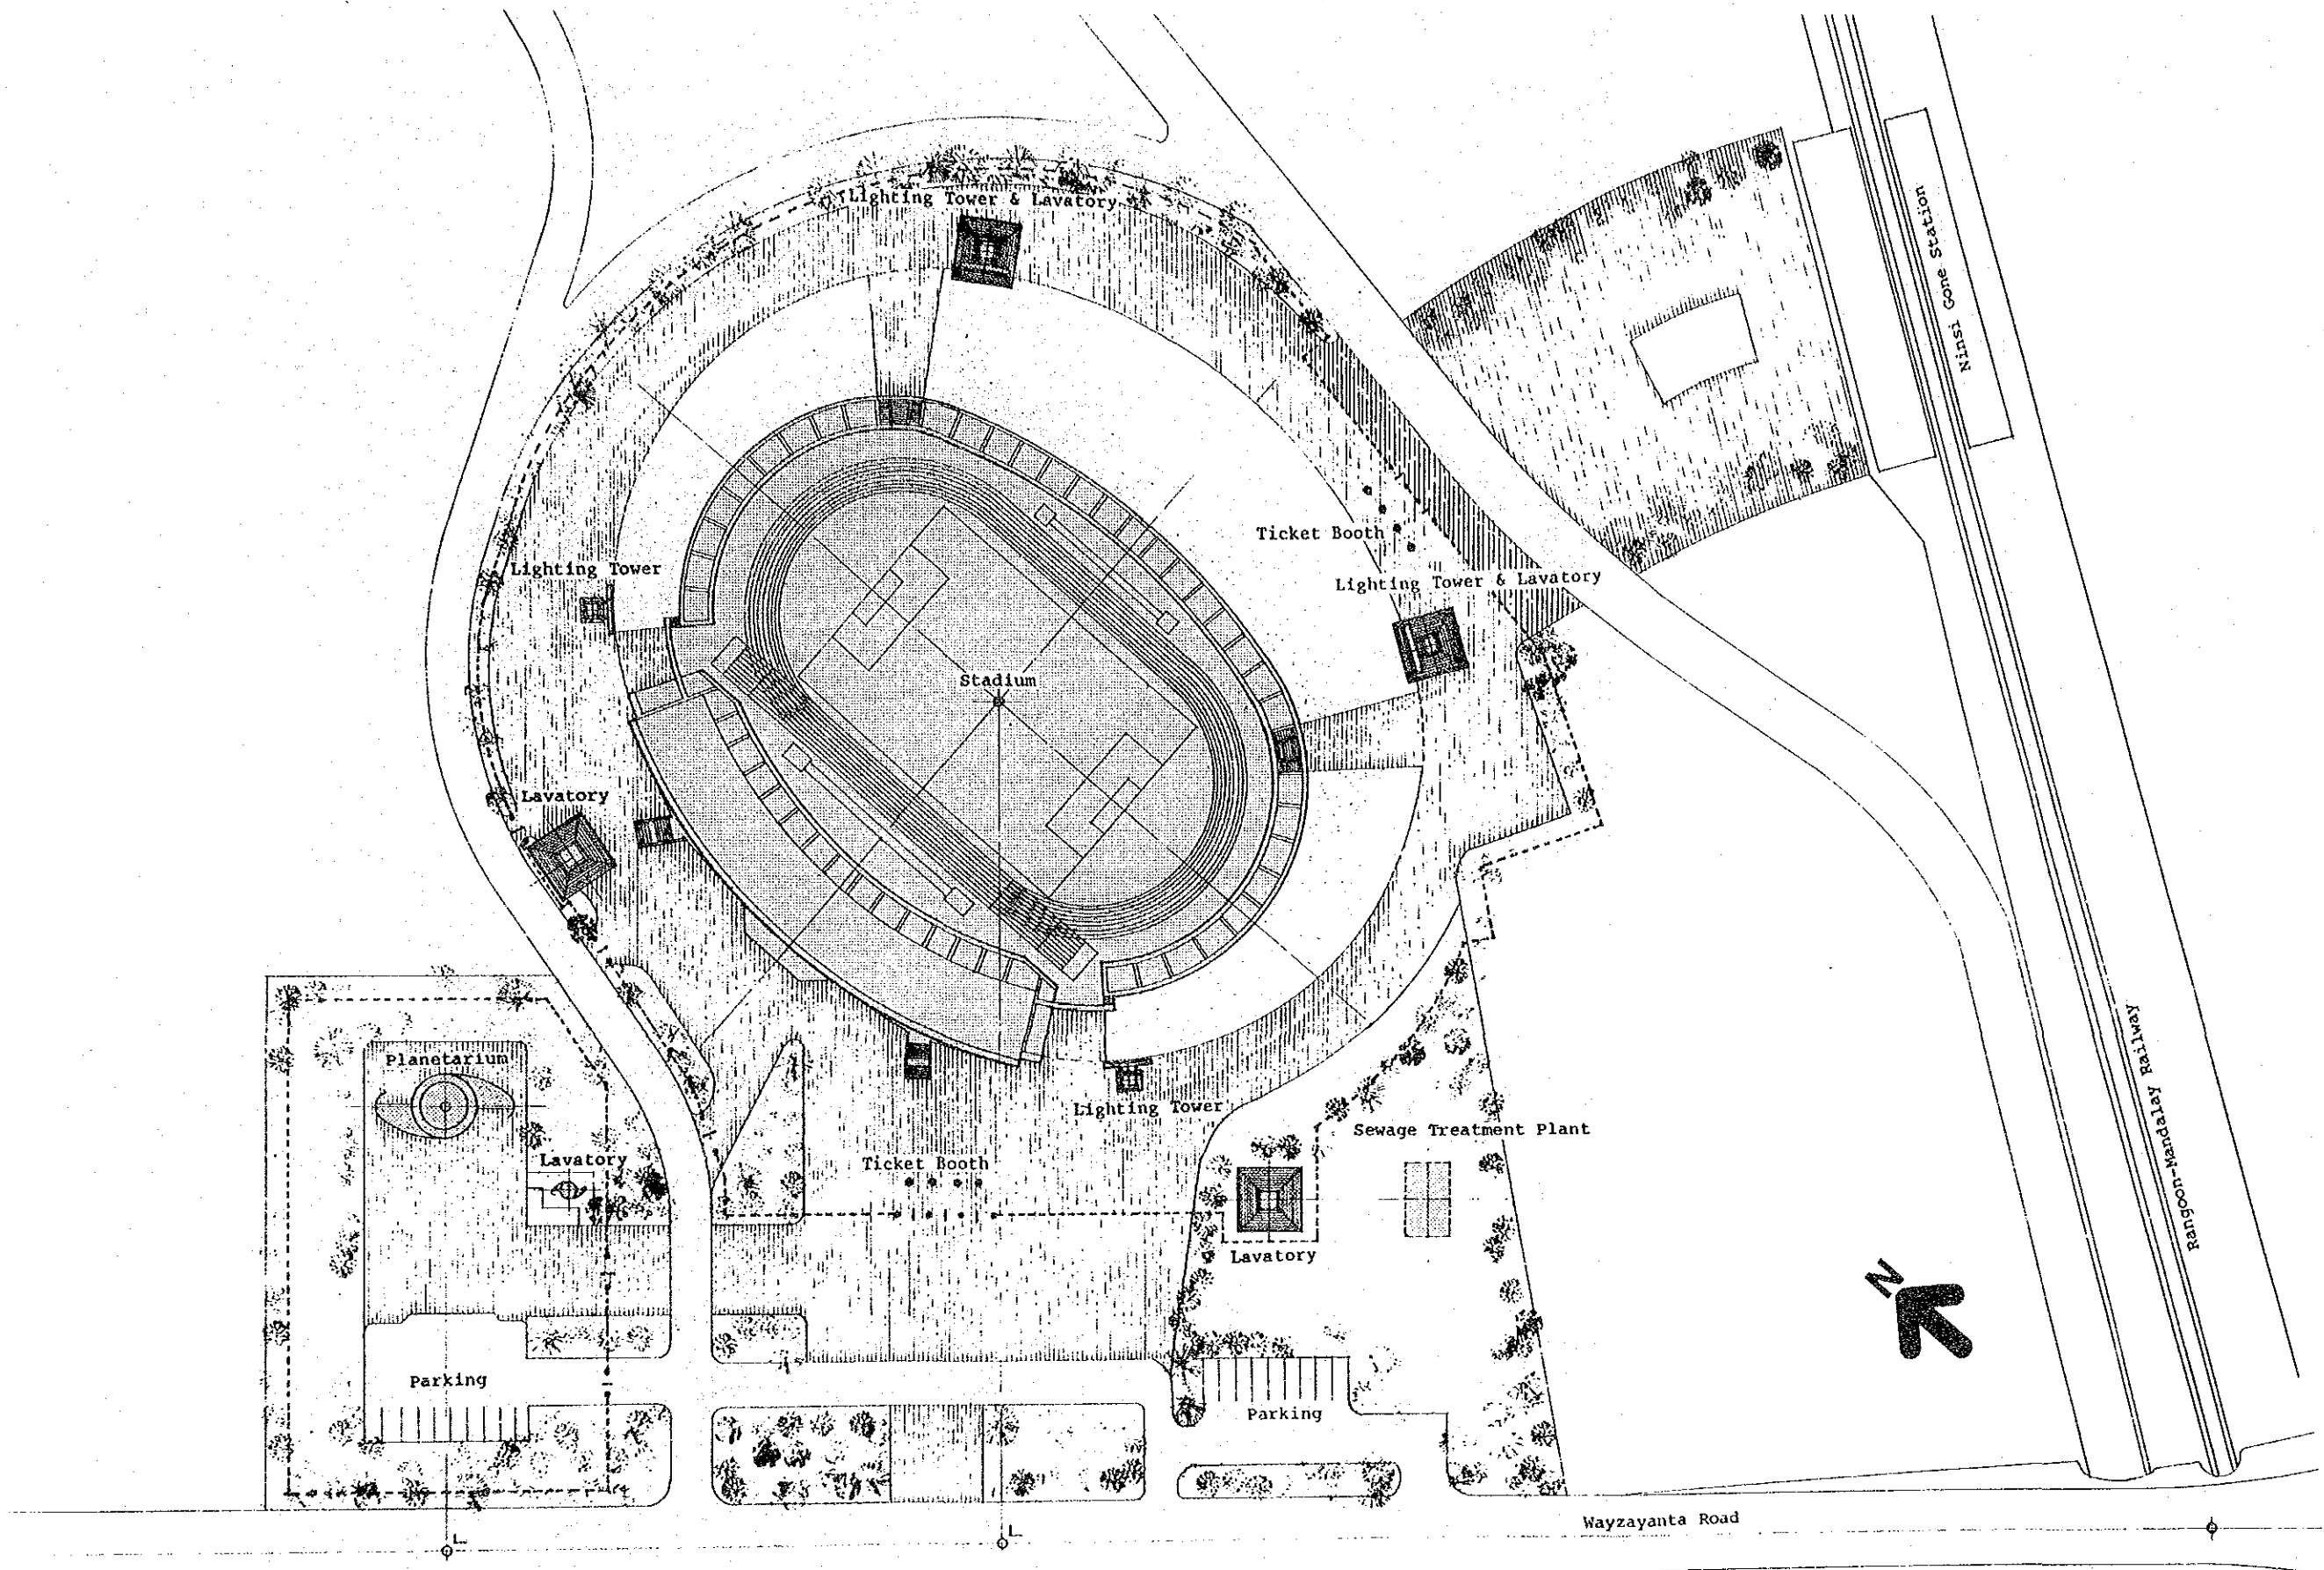 Lighting Tower & Lavatory
Ninsi Gone Station
Ticket Booth
Lighting Tower
Lighting Tower & Lavatory
Stadium
Lavatory
Planetarium
Lighting Tower
Sewage Treatment Plant
Lavatory
Ticket Booth
Rangoon-Mandalay Railway
Lavatory
N
Parking
Parking
Wayzayanta Road
L
L